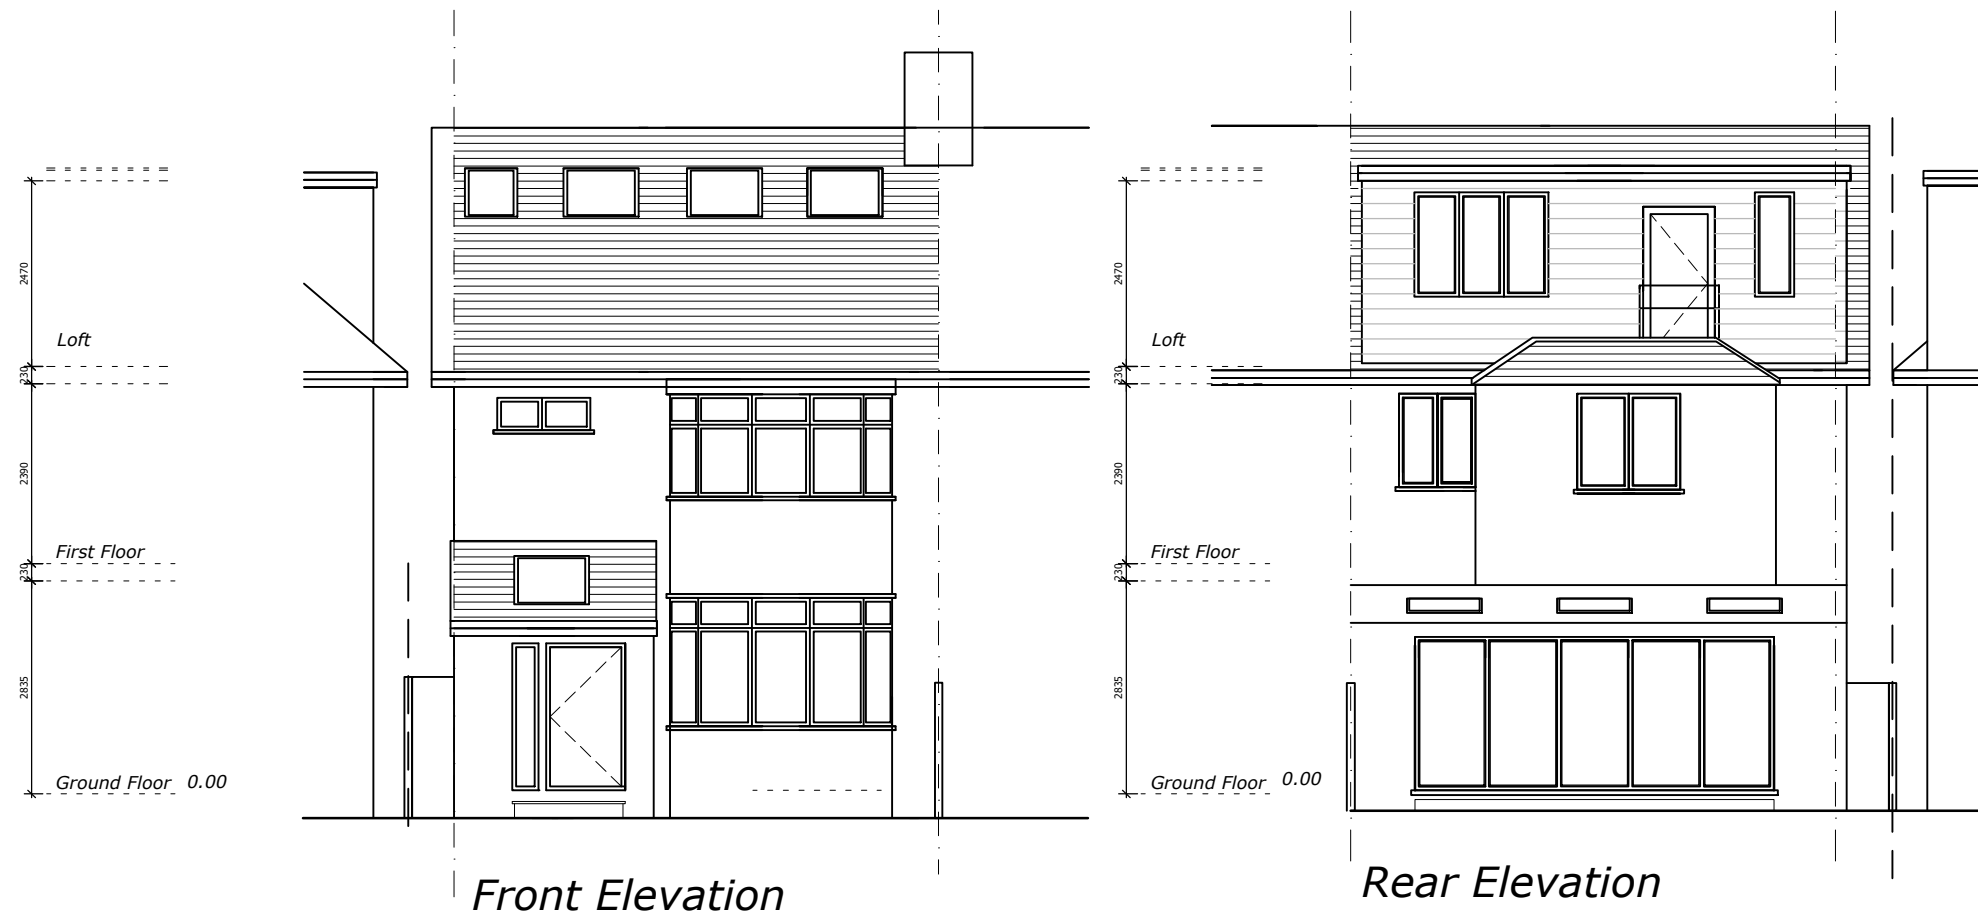 2470
Loft
230
2390
First Floor
230
2835
Ground Floor 0.00
Front Elevation
2470
Loft
230
2390
First Floor
230
2835
Ground Floor 0.00
Rear Elevation